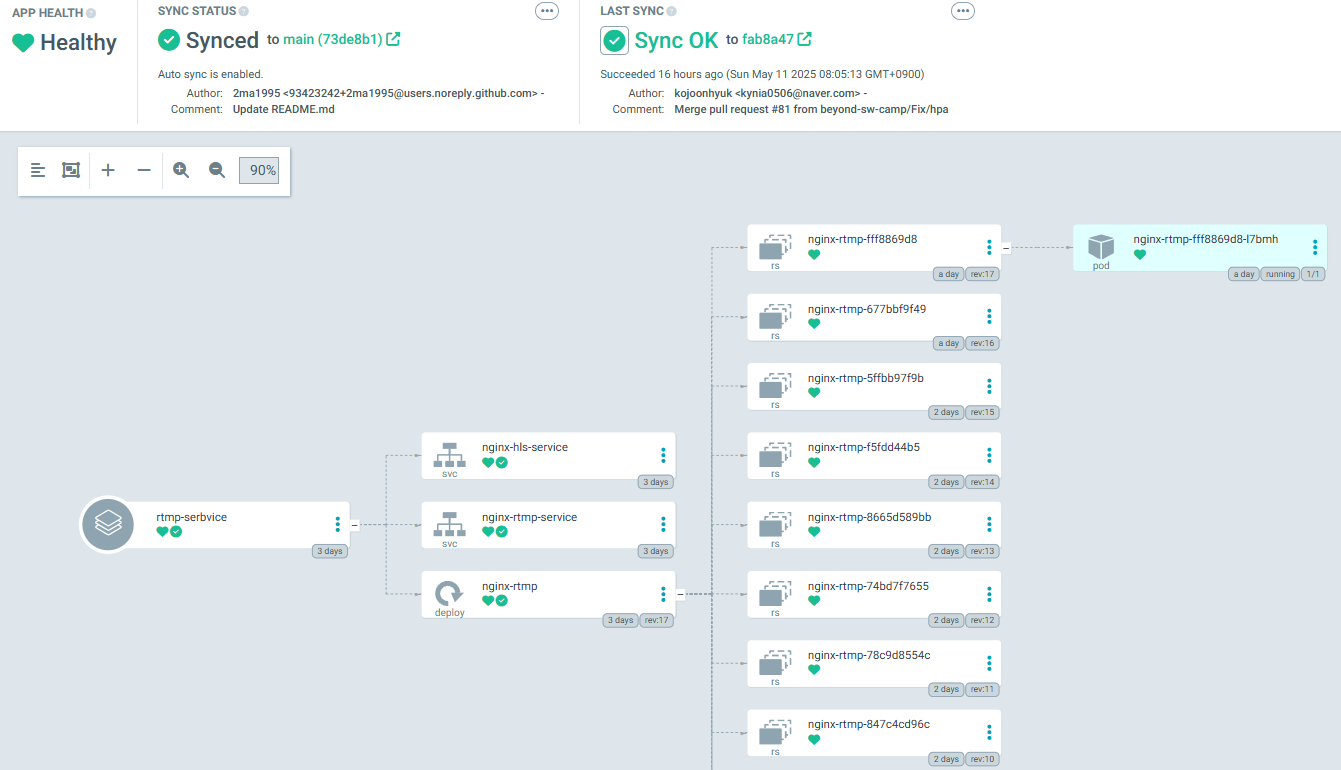 APP HEALTH
Healthy
SYNC STATUS
Synced to main (73de8b1)
Auto sync is enabled.
Author: 2ma1995 <93423242+2ma1995@users.noreply.github.com> -
Comment: Update README.md
LAST SYNC
Sync OK to fab8a47
Succeeded 16 hours ago (Sun May 11 2025 08:05:13 GMT+0900)
Author: kojoonhyuk <kynia0506@naver.com> -
Comment: Merge pull request #81 from beyond-sw-camp/Fix/hpa
90%
rtmp-serbvice
3 days
nginx-hls-service
svc
3 days
nginx-rtmp-service
svc
3 days
nginx-rtmp
deploy
3 days rev:17
nginx-rtmp-fff8869d8
rs
a day rev:17
nginx-rtmp-677bbf9f49
rs
a day rev:16
nginx-rtmp-5ffbb97f9b
rs
2 days rev:15
nginx-rtmp-f5fdd44b5
rs
2 days rev:14
nginx-rtmp-8665d589bb
rs
2 days rev:13
nginx-rtmp-74bd7f7655
rs
2 days rev:12
nginx-rtmp-78c9d8554c
rs
2 days rev:11
nginx-rtmp-847c4cd96c
rs
2 days rev:10
nginx-rtmp-fff8869d8-l7bmh
pod
a day running 1/1